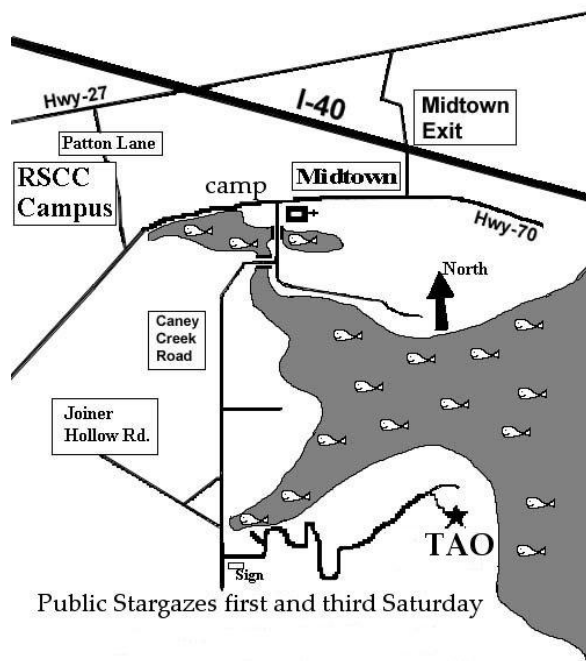 Hwy-27
I-40
Midtown
Exit
Patton Lane
RSCC
Campus
camp
Midtown
Hwy-70
North
Caney
Creek
Road
Joiner
Hollow Rd.
TAO
Sign
Public Stargazes first and third Saturday